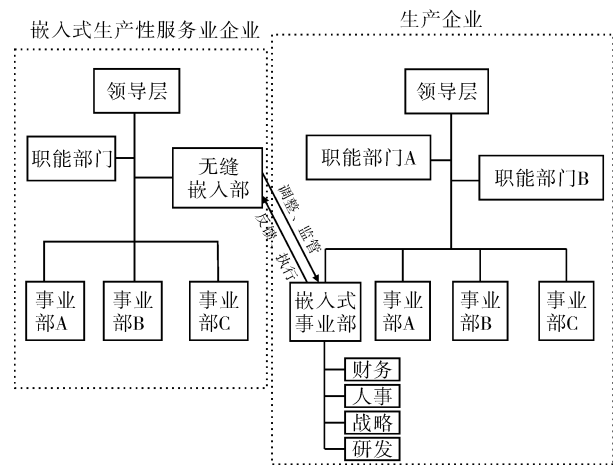 嵌入式生产性服务业企业
领导层
职能部门
无缝
嵌入部
事业
部A
事业
部B
事业
部C
调整、监管
反馈 执行
生产企业
领导层
职能部门A
职能部门B
嵌入式
事业部
事业
部A
事业
部B
事业
部C
财务
人事
战略
研发